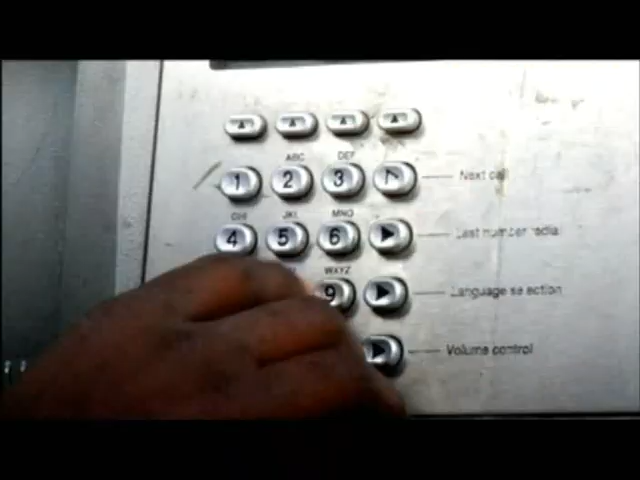 ABC DEF
1 2 3 Next call
GHI JKL MNO
4 5 6 Last number redial
WXYZ
9 Language selection
Volume control